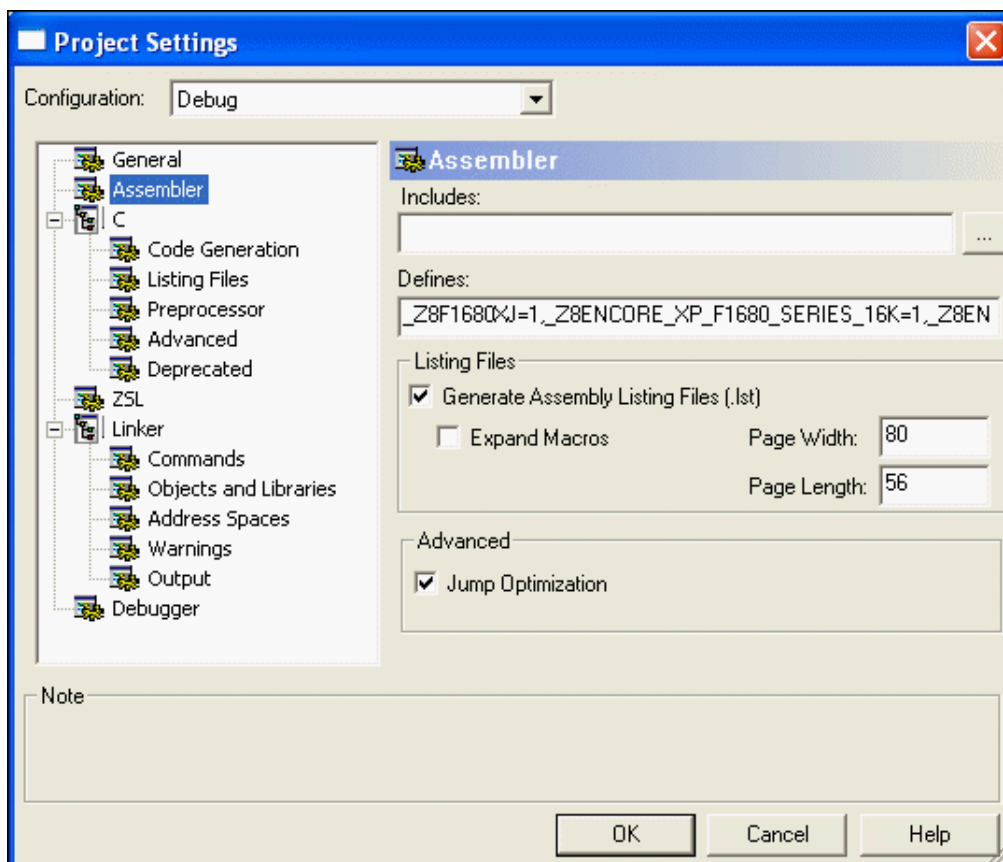 Project Settings
Configuration: Debug
General
Assembler
C
Code Generation
Listing Files
Preprocessor
Advanced
Deprecated
ZSL
Linker
Commands
Objects and Libraries
Address Spaces
Warnings
Output
Debugger
Assembler
Includes:
...
Defines:
_Z8F1680XJ=1,_Z8ENCORE_XP_F1680_SERIES_16K=1,_Z8EN
Listing Files
Generate Assembly Listing Files (.lst)
Expand Macros Page Width: 80
Page Length: 56
Advanced
Jump Optimization
Note
OK Cancel Help